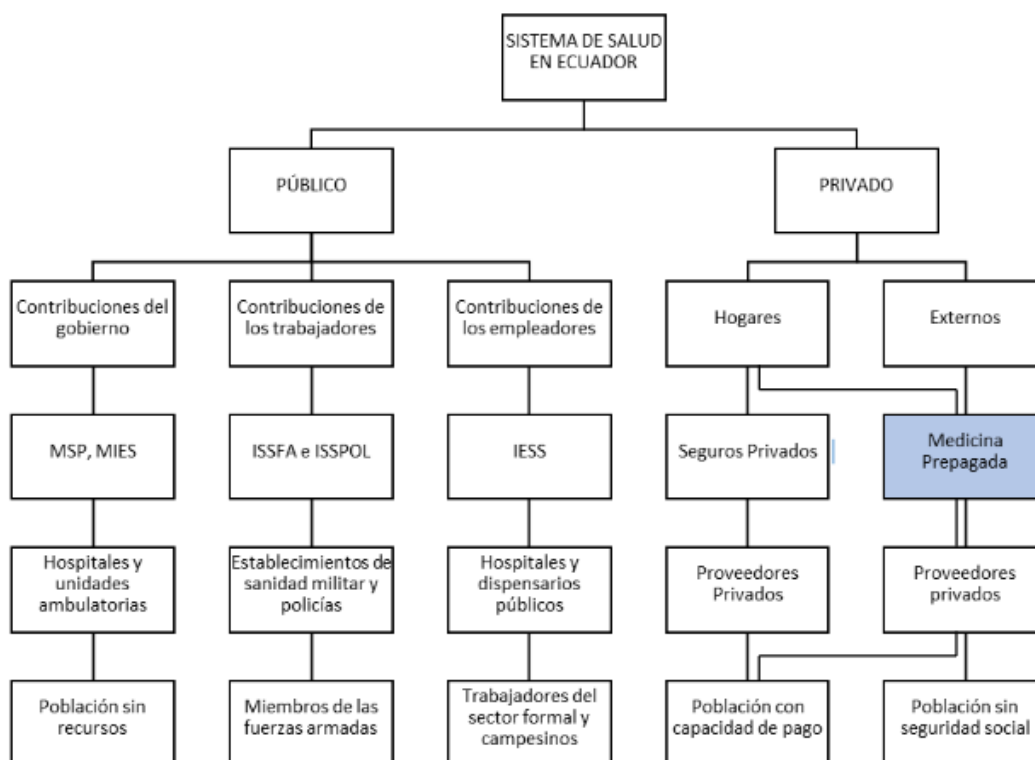 SISTEMA DE SALUD
EN ECUADOR
PÚBLICO
PRIVADO
Contribuciones del
gobierno
Contribuciones de
los trabajadores
Contribuciones de
los empleadores
Hogares
Externos
MSP, MIES
ISSFA e ISSPOL
IESS
Seguros Privados
Medicina
Prepagada
Hospitales y
unidades
ambulatorias
Establecimientos de
sanidad militar y
policías
Hospitales y
dispensarios
públicos
Proveedores
Privados
Proveedores
privados
Población sin
recursos
Miembros de las
fuerzas armadas
Trabajadores del
sector formal y
campesinos
Población con
capacidad de pago
Población sin
seguridad social